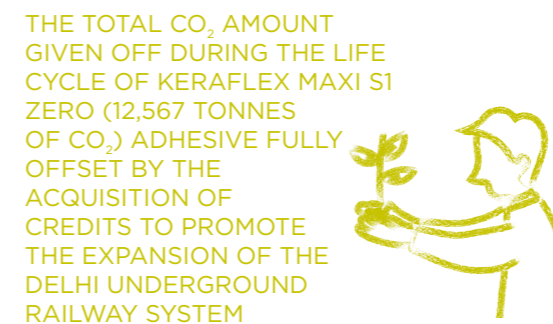 THE TOTAL CO₂ AMOUNT
GIVEN OFF DURING THE LIFE
CYCLE OF KERAFLEX MAXI S1
ZERO (12,567 TONNES
OF CO₂) ADHESIVE FULLY
OFFSET BY THE
ACQUISITION OF
CREDITS TO PROMOTE
THE EXPANSION OF THE
DELHI UNDERGROUND
RAILWAY SYSTEM